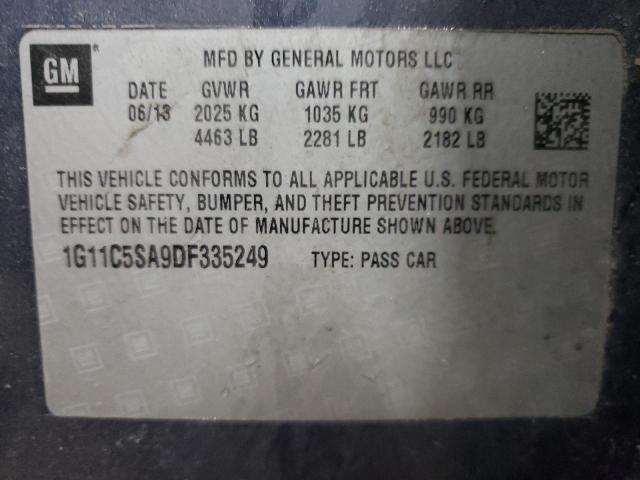 GM ®
MFD BY GENERAL MOTORS LLC
DATE GVWR GAWR FRT GAWR RR
06/13 2025 KG 1035 KG 990 KG
4463 LB 2281 LB 2182 LB
THIS VEHICLE CONFORMS TO ALL APPLICABLE U.S. FEDERAL MOTOR
VEHICLE SAFETY, BUMPER, AND THEFT PREVENTION STANDARDS IN
EFFECT ON THE DATE OF MANUFACTURE SHOWN ABOVE.
1G11C5SA9DF335249 TYPE: PASS CAR